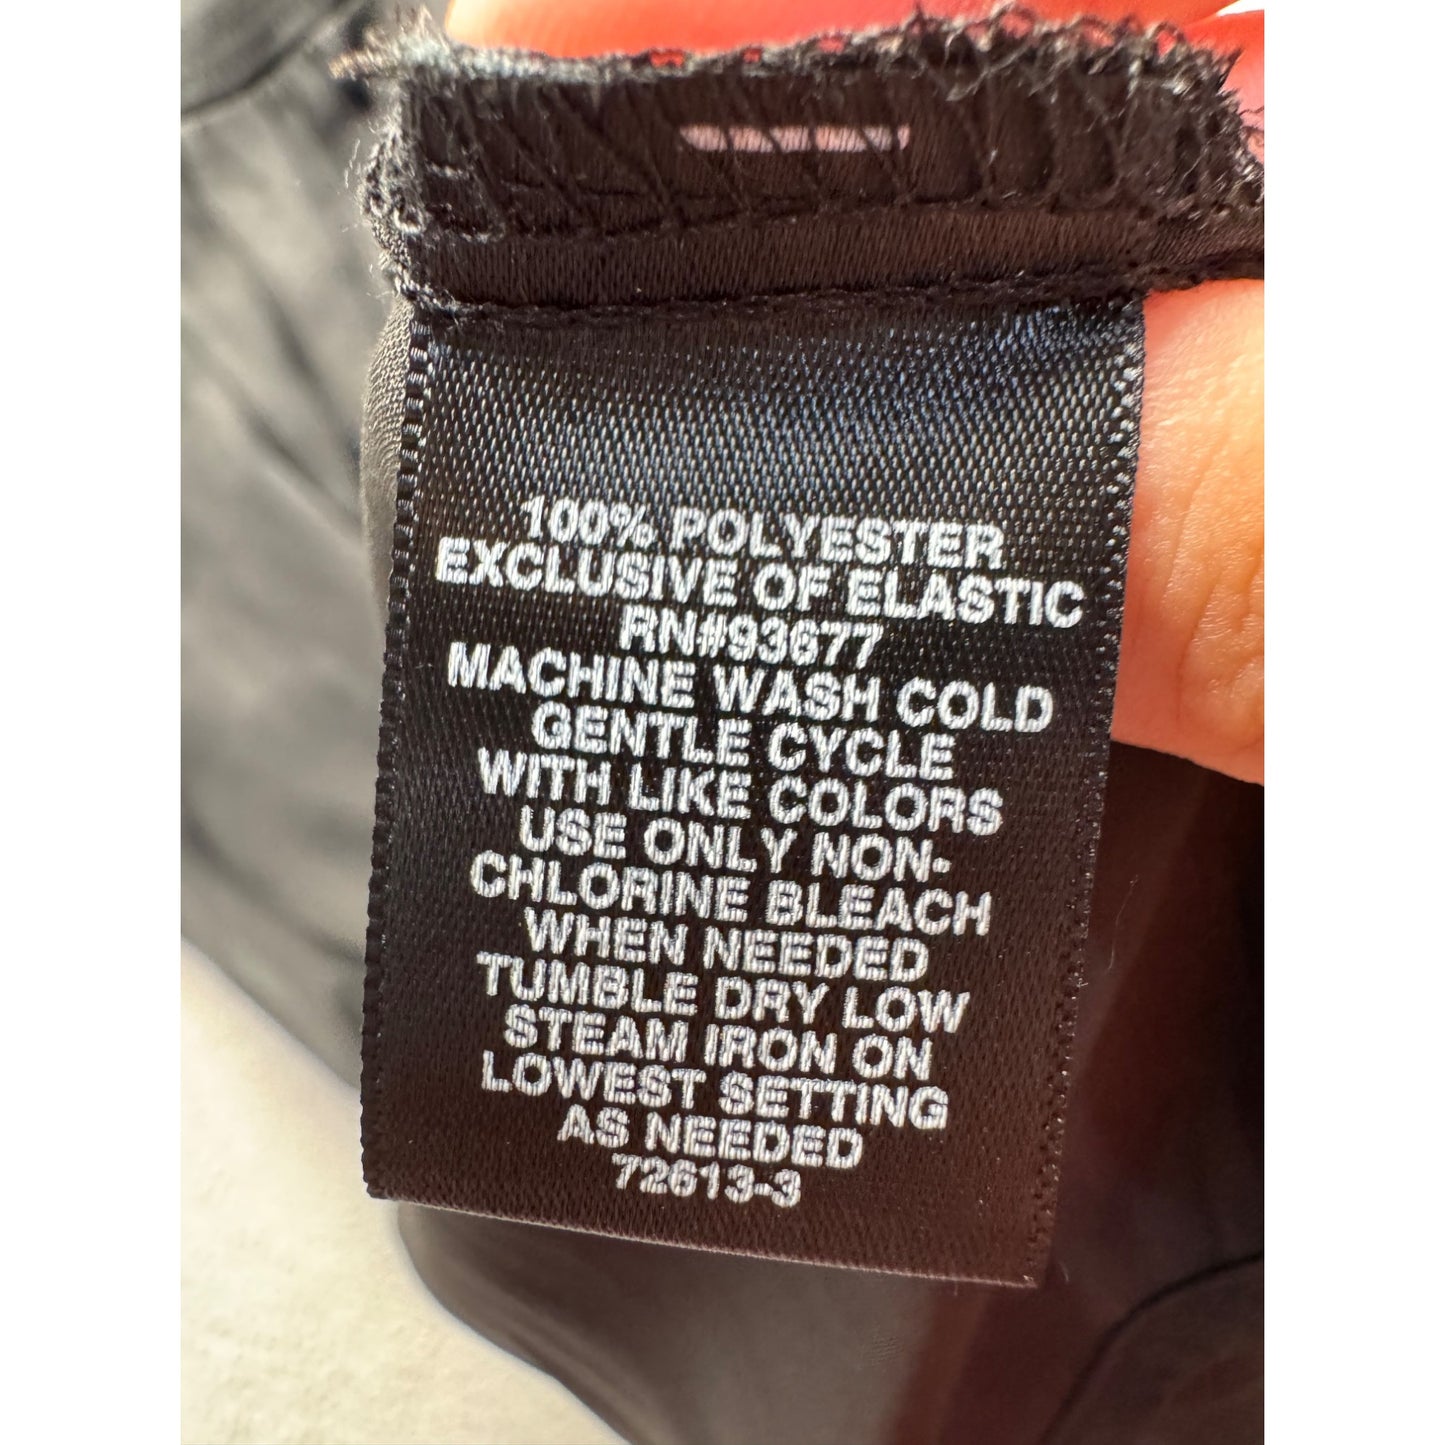 100% POLYESTER
EXCLUSIVE OF ELASTIC
RN#93677
MACHINE WASH COLD
GENTLE CYCLE
WITH LIKE COLORS
USE ONLY NON-
CHLORINE BLEACH
WHEN NEEDED
TUMBLE DRY LOW
STEAM IRON ON
LOWEST SETTING
AS NEEDED
72613-3